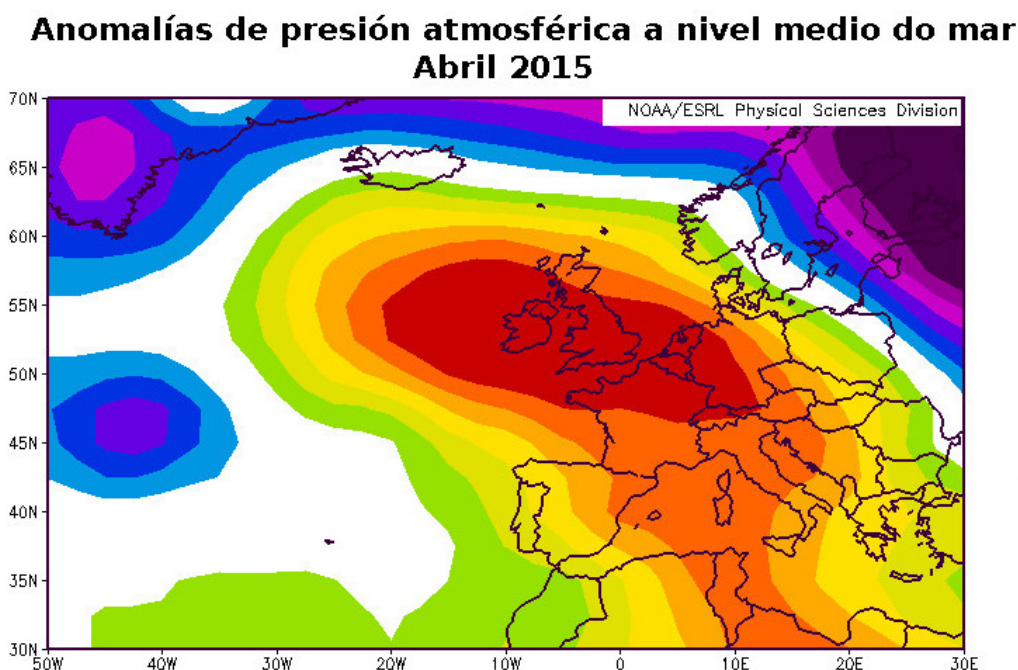 Anomalías de presión atmosférica a nivel medio do mar
Abril 2015
NOAA/ESRL Physical Sciences Division
70N
65N
60N
55N
50N
45N
40N
35N
30N
50W 40W 30W 20W 10W 0 10E 20E 30E